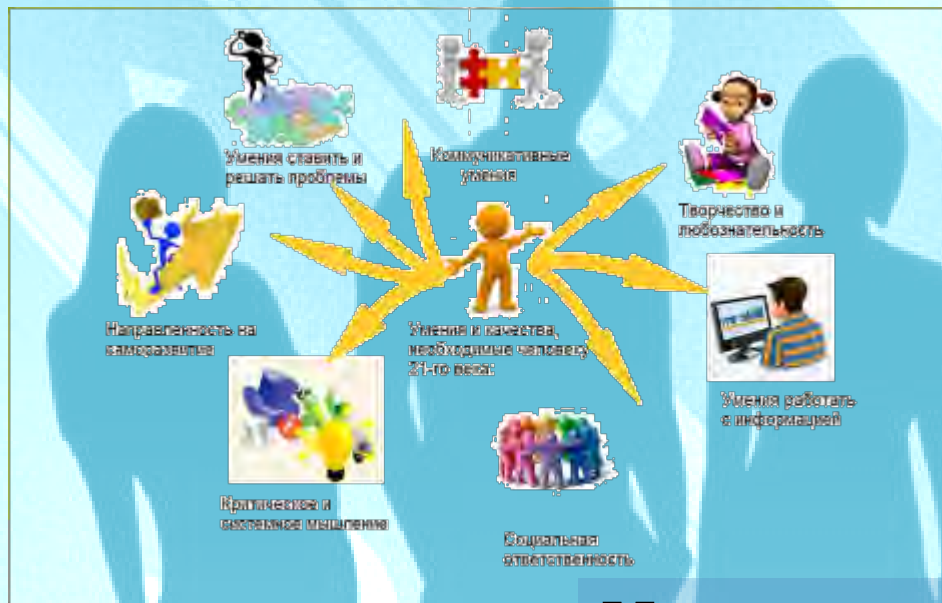 Умения ставить и
решать проблемы
Коммуникативные
умения
Творчество и
любознательность
Направленность на
саморазвитие
Умения и качества,
необходимые человеку
21-го века:
Умения работать
с информацией
Критическое и
системное мышление
Социальная
ответственность